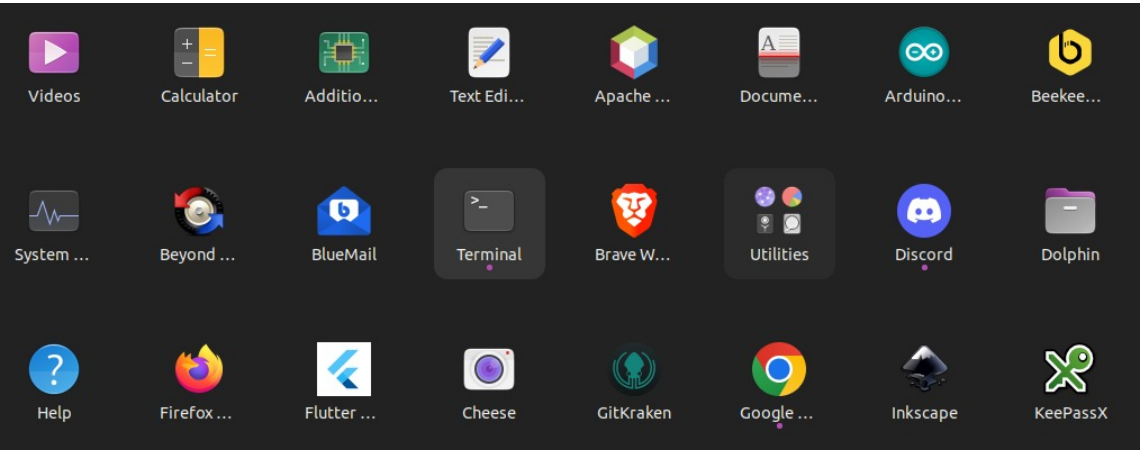 Videos
Calculator
Additio...
Text Edi...
Apache ...
A
Docume...
Arduino...
Beekee...
System ...
Beyond ...
BlueMail
>_
Terminal
Brave W...
Utilities
Discord
Dolphin
?
Help
Firefox ...
Flutter ...
Cheese
GitKraken
Google ...
Inkscape
KeePassX